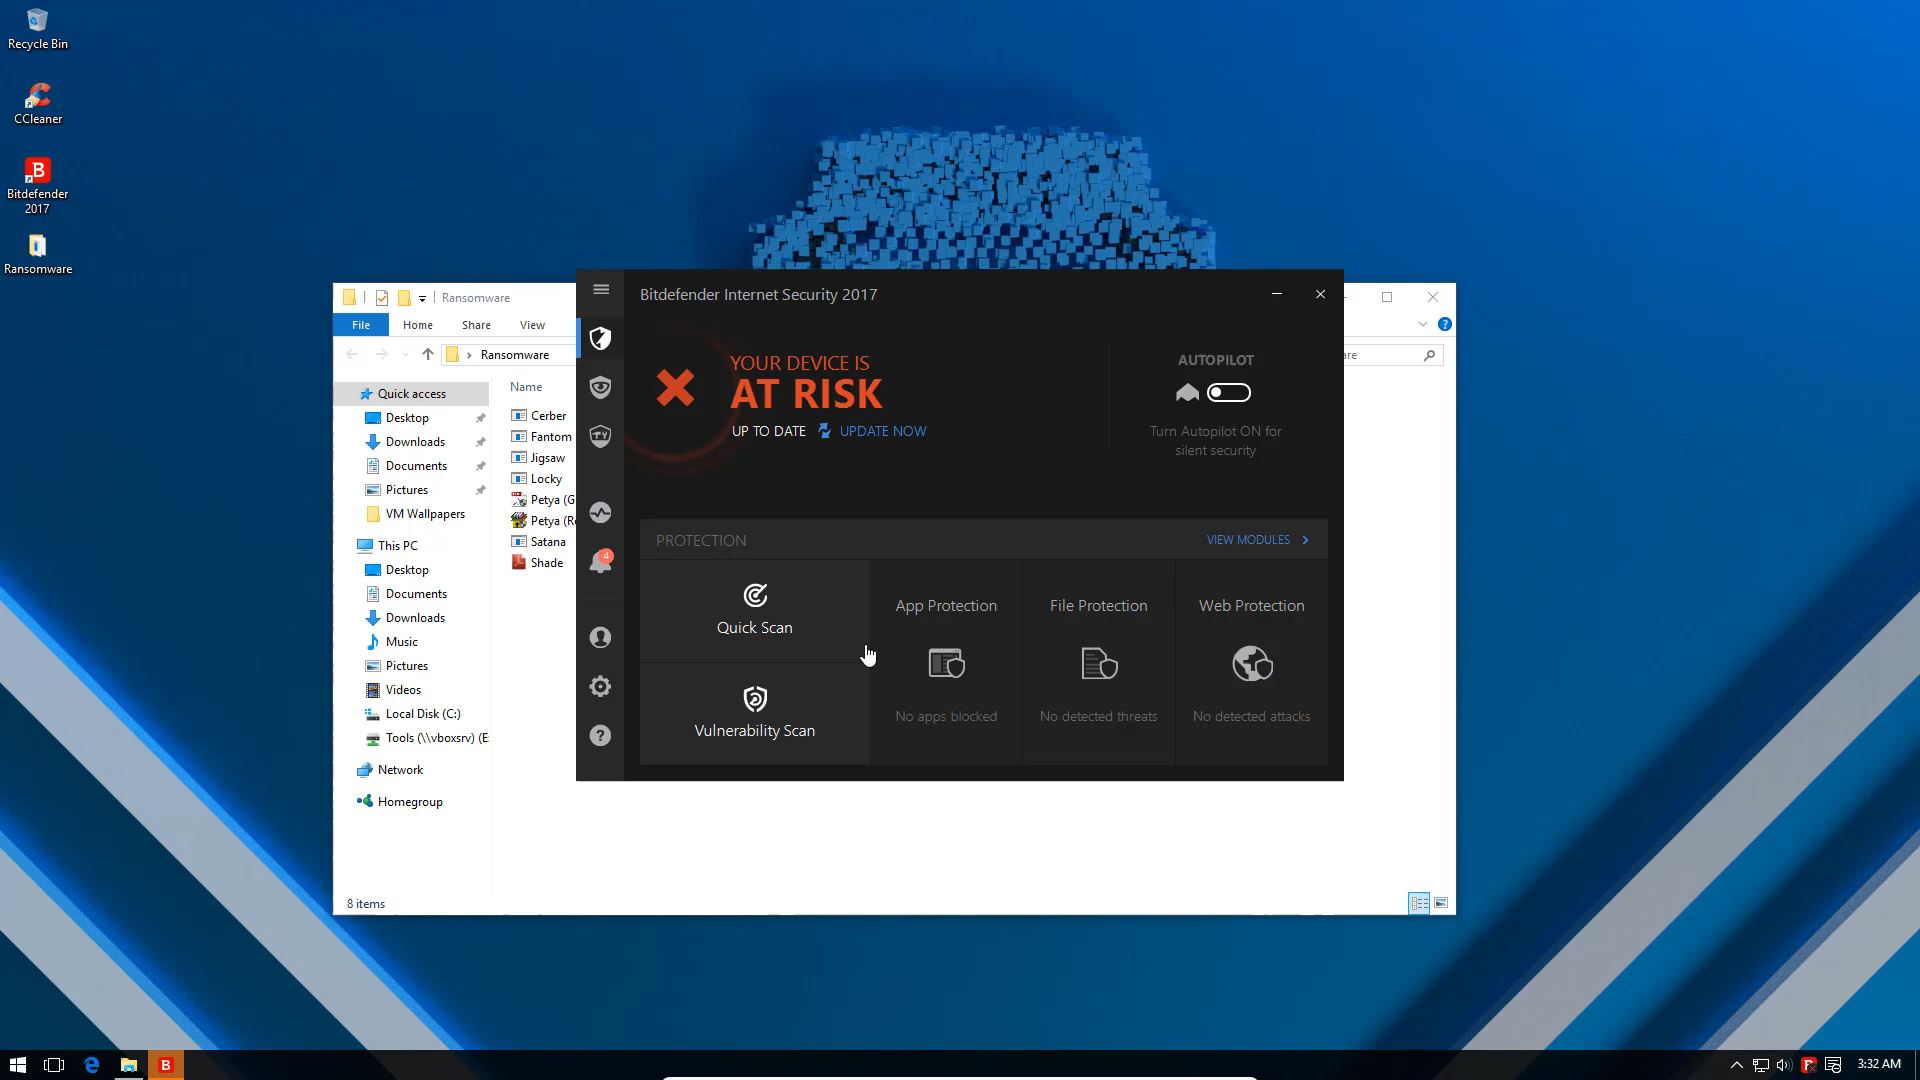 Recycle Bin
CCleaner
Bitdefender
2017
Ransomware
Ransomware
File
Home
Share
View
Ransomware
Quick access
Desktop
Downloads
Documents
Pictures
VM Wallpapers
This PC
Desktop
Documents
Downloads
Music
Pictures
Videos
Local Disk (C:)
Tools (\\vboxsrv) (E
Network
Homegroup
8 items
Name
Cerber
Fantom
Jigsaw
Locky
Petya (G
Petya (R
Satana
Shade
Bitdefender Internet Security 2017
YOUR DEVICE IS
AT RISK
UP TO DATE
UPDATE NOW
AUTOPILOT
Turn Autopilot ON for
silent security
4
PROTECTION
VIEW MODULES
Quick Scan
Vulnerability Scan
App Protection
No apps blocked
File Protection
No detected threats
Web Protection
No detected attacks
3:32 AM